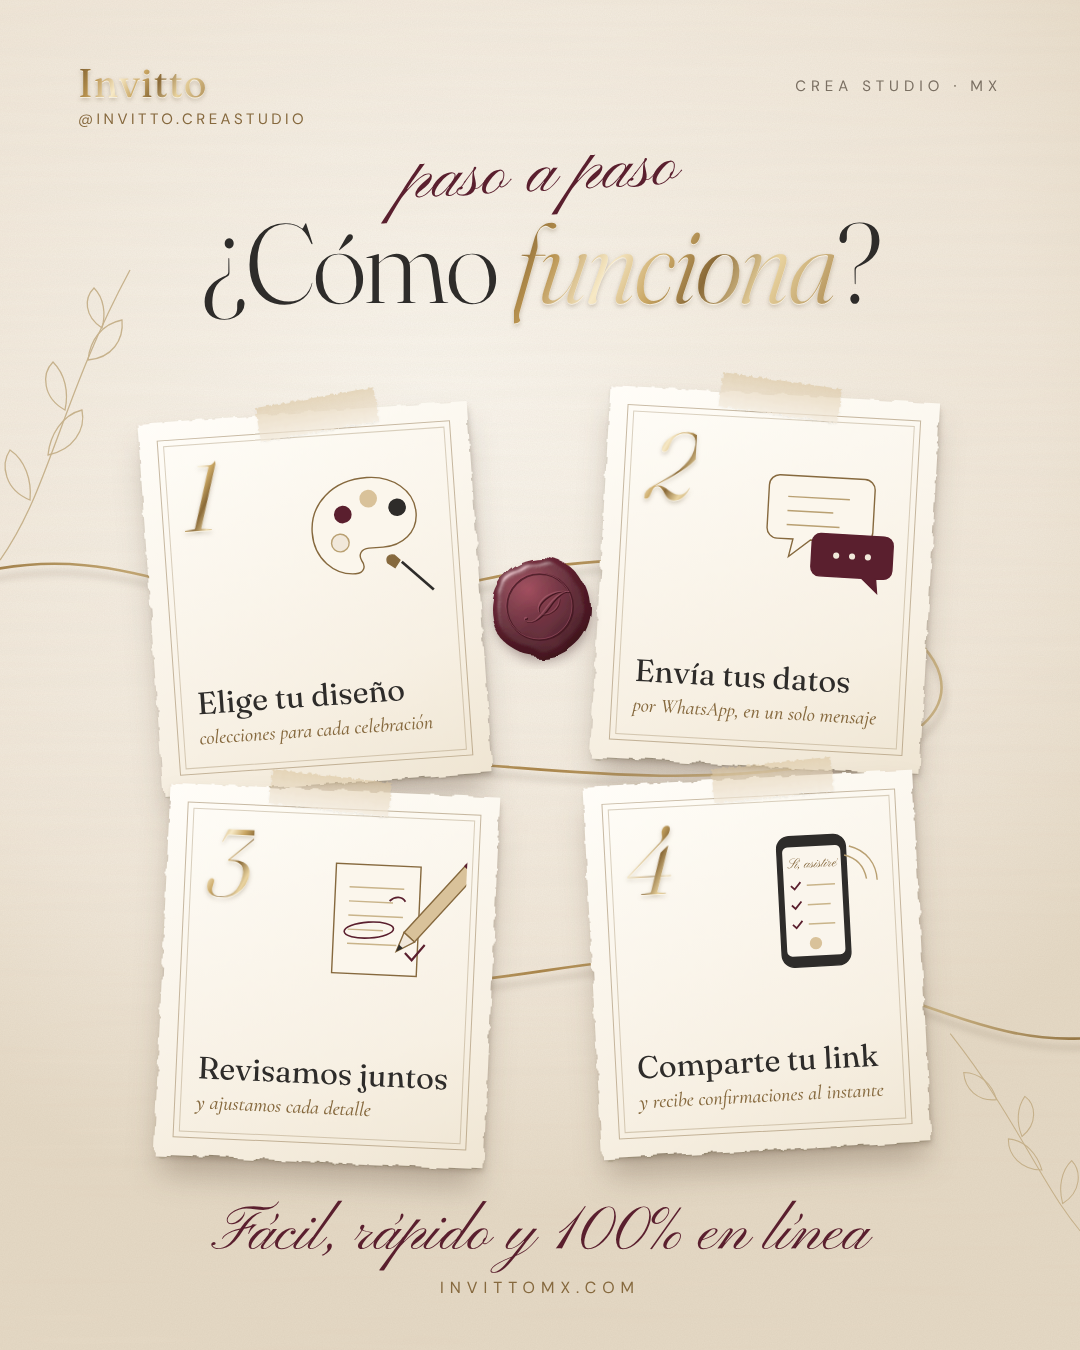 Invitto
@INVITTO.CREASTUDIO
CREA STUDIO · MX
paso a paso
¿Cómo funciona?
1
Elige tu diseño
colecciones para cada celebración
2
Envía tus datos
por WhatsApp, en un solo mensaje
I
3
Revisamos juntos
y ajustamos cada detalle
4
Sí, asistiré
Comparte tu link
y recibe confirmaciones al instante
Fácil, rápido y 100% en línea
INVITTOMX.COM